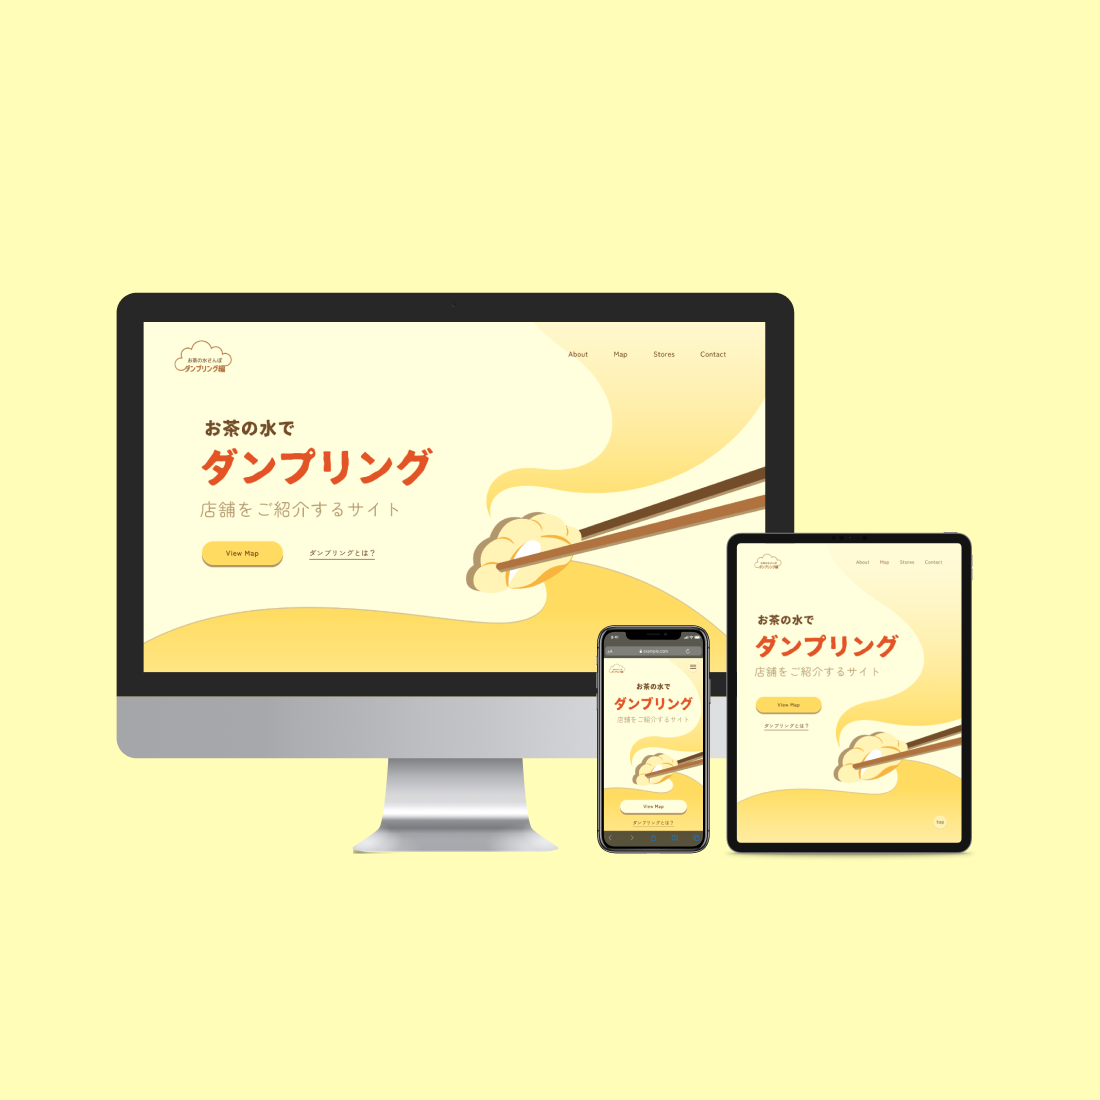 お茶の水さんぽ
ダンプリング編
About Map Stores Contact
お茶の水で
ダンプリング
店舗をご紹介するサイト
View Map
ダンプリングとは？
お茶の水で
ダンプリング
店舗をご紹介するサイト
View Map
ダンプリングとは？
About Map Stores Contact
お茶の水で
ダンプリング
店舗をご紹介するサイト
View Map
ダンプリングとは？